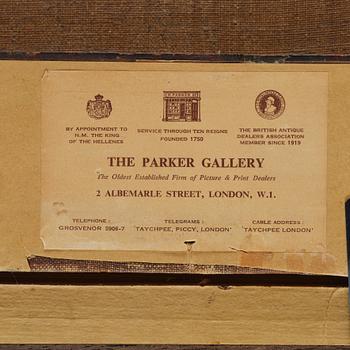 BY APPOINTMENT TO
H.M. THE KING
OF THE HELLENES
SERVICE THROUGH TEN REIGNS
FOUNDED 1750
THE BRITISH ANTIQUE
DEALERS ASSOCIATION
MEMBER SINCE 1919
THE PARKER GALLERY
The Oldest Established Firm of Picture & Print Dealers
2 ALBEMARLE STREET, LONDON, W.1.
TELEPHONE :
GROSVENOR 5906-7
TELEGRAMS :
'TAYCHPEE, PICCY, LONDON'
CABLE ADDRESS :
'TAYCHPEE LONDON'